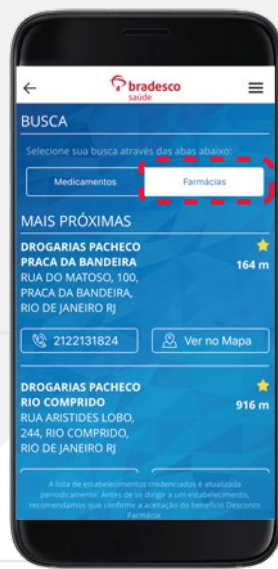 bradesco
saúde
BUSCA
Selecione sua busca através das abas abaixo:
Medicamentos
Farmácias
MAIS PRÓXIMAS
DROGARIAS PACHECO
PRACA DA BANDEIRA
164 m
RUA DO MATOSO, 100,
PRACA DA BANDEIRA,
RIO DE JANEIRO RJ
2122131824
Ver no Mapa
DROGARIAS PACHECO
RIO COMPRIDO
916 m
RUA ARISTIDES LOBO,
244, RIO COMPRIDO,
RIO DE JANEIRO RJ
A lista de estabelecimentos credenciados é atualizada
periodicamente. Antes de se dirigir a um estabelecimento,
recomendamos que confirme a aceitação do benefício Desconto
Farmácia.